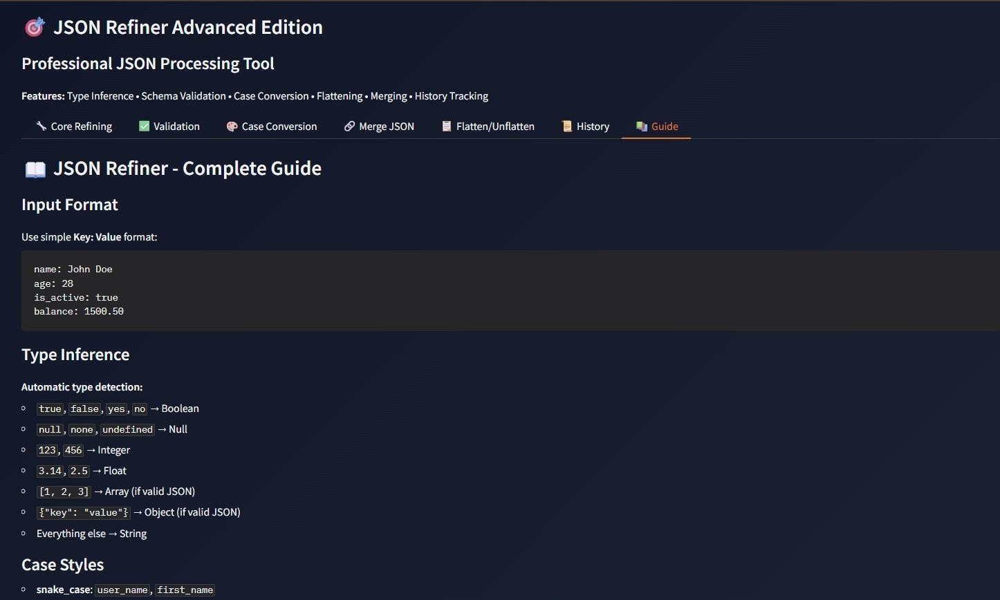 🎯 JSON Refiner Advanced Edition
Professional JSON Processing Tool
Features: Type Inference • Schema Validation • Case Conversion • Flattening • Merging • History Tracking
🔧 Core Refining ✅ Validation 🎨 Case Conversion 🔗 Merge JSON 📋 Flatten/Unflatten 📜 History 📚 Guide
📖 JSON Refiner - Complete Guide
Input Format
Use simple Key: Value format:
name: John Doe
age: 28
is_active: true
balance: 1500.50
Type Inference
Automatic type detection:
true, false, yes, no → Boolean
null, none, undefined → Null
123, 456 → Integer
3.14, 2.5 → Float
[1, 2, 3] → Array (if valid JSON)
{"key": "value"} → Object (if valid JSON)
Everything else → String
Case Styles
snake_case: user_name, first_name